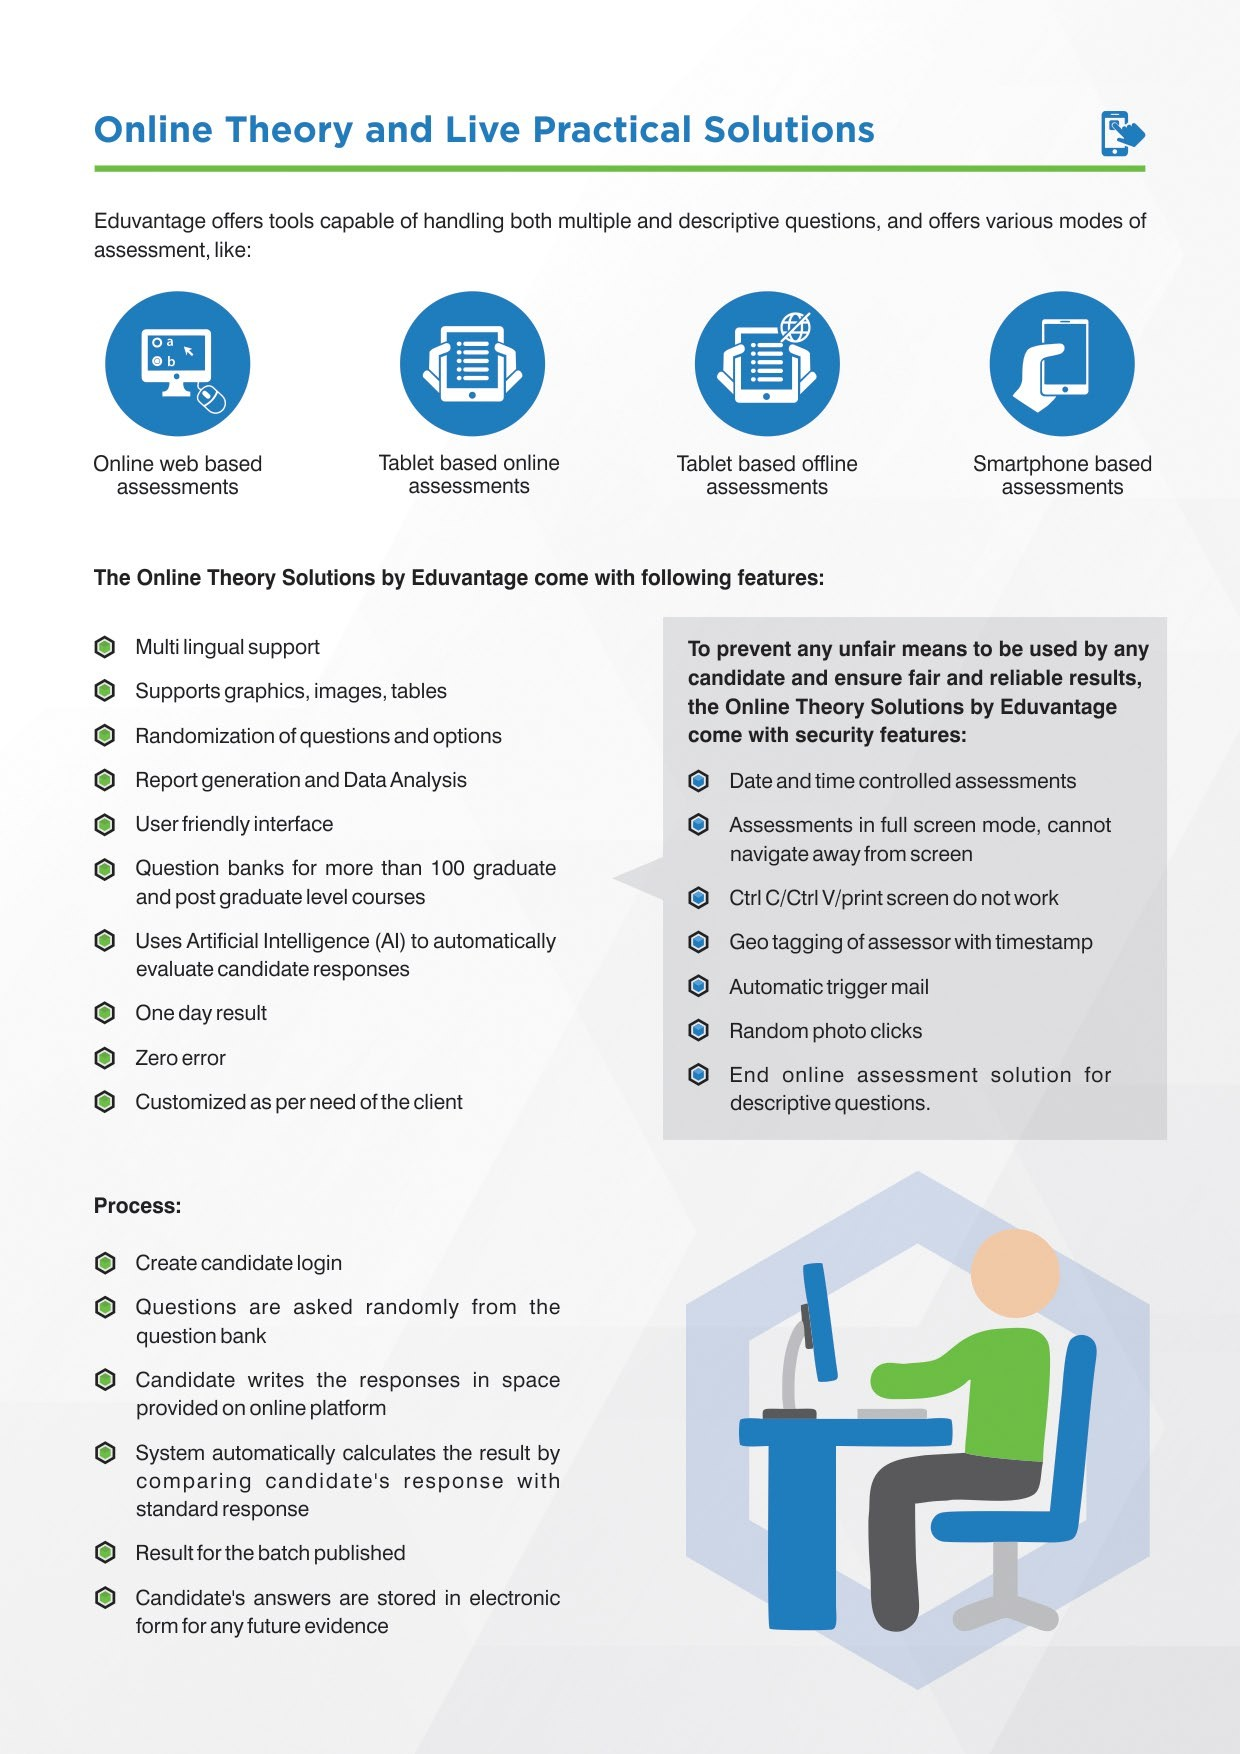 Online Theory and Live Practical Solutions
Eduvantage offers tools capable of handling both multiple and descriptive questions, and offers various modes of
assessment, like:
a
b
Online web based
assessments
Tablet based online
assessments
Tablet based offline
assessments
Smartphone based
assessments
The Online Theory Solutions by Eduvantage come with following features:
Multi lingual support
Supports graphics, images, tables
Randomization of questions and options
Report generation and Data Analysis
User friendly interface
Question banks for more than 100 graduate
and post graduate level courses
Uses Artificial Intelligence (AI) to automatically
evaluate candidate responses
One day result
Zero error
Customized as per need of the client
To prevent any unfair means to be used by any
candidate and ensure fair and reliable results,
the Online Theory Solutions by Eduvantage
come with security features:
Date and time controlled assessments
Assessments in full screen mode, cannot
navigate away from screen
Ctrl C/Ctrl V/print screen do not work
Geo tagging of assessor with timestamp
Automatic trigger mail
Random photo clicks
End online assessment solution for
descriptive questions.
Process:
Create candidate login
Questions are asked randomly from the
question bank
Candidate writes the responses in space
provided on online platform
System automatically calculates the result by
comparing candidate's response with
standard response
Result for the batch published
Candidate's answers are stored in electronic
form for any future evidence